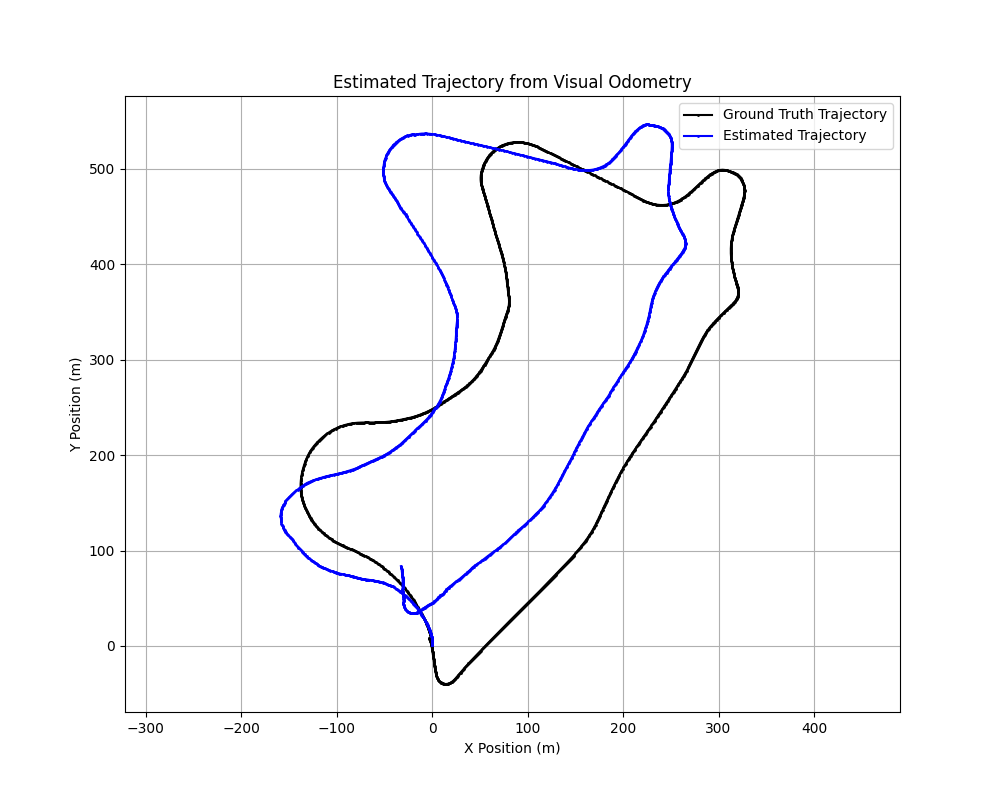 Estimated Trajectory from Visual Odometry
Ground Truth Trajectory
Estimated Trajectory
500
400
300
200
100
0
Y Position (m)
−300 −200 −100 0 100 200 300 400
X Position (m)